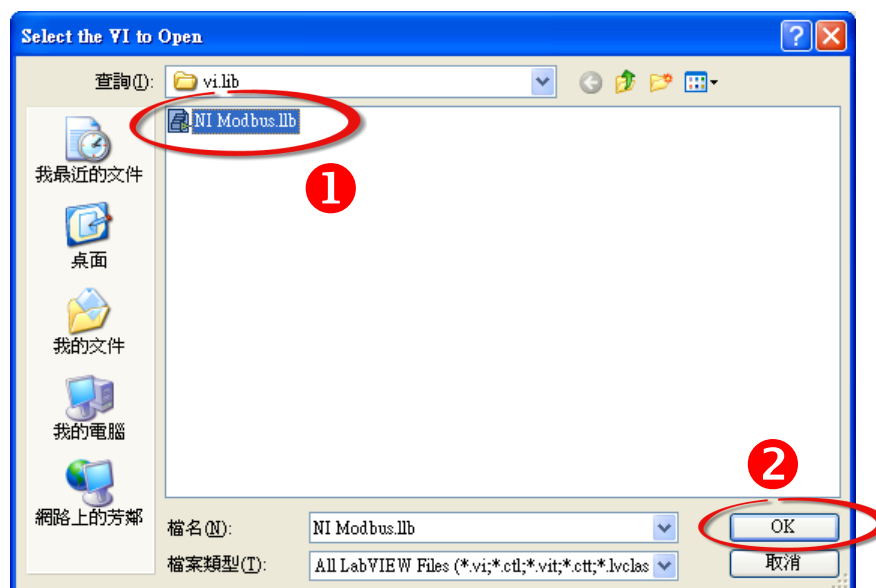 Select the VI to Open
查詢(I):
vi.lib
NI Modbus.llb
1
我最近的文件
桌面
我的文件
我的電腦
網路上的芳鄰
2
檔名(N):
NI Modbus.llb
OK
檔案類型(T):
All LabVIEW Files (*.vi;*.ctl;*.vit;*.ctt;*.lvclas
取消